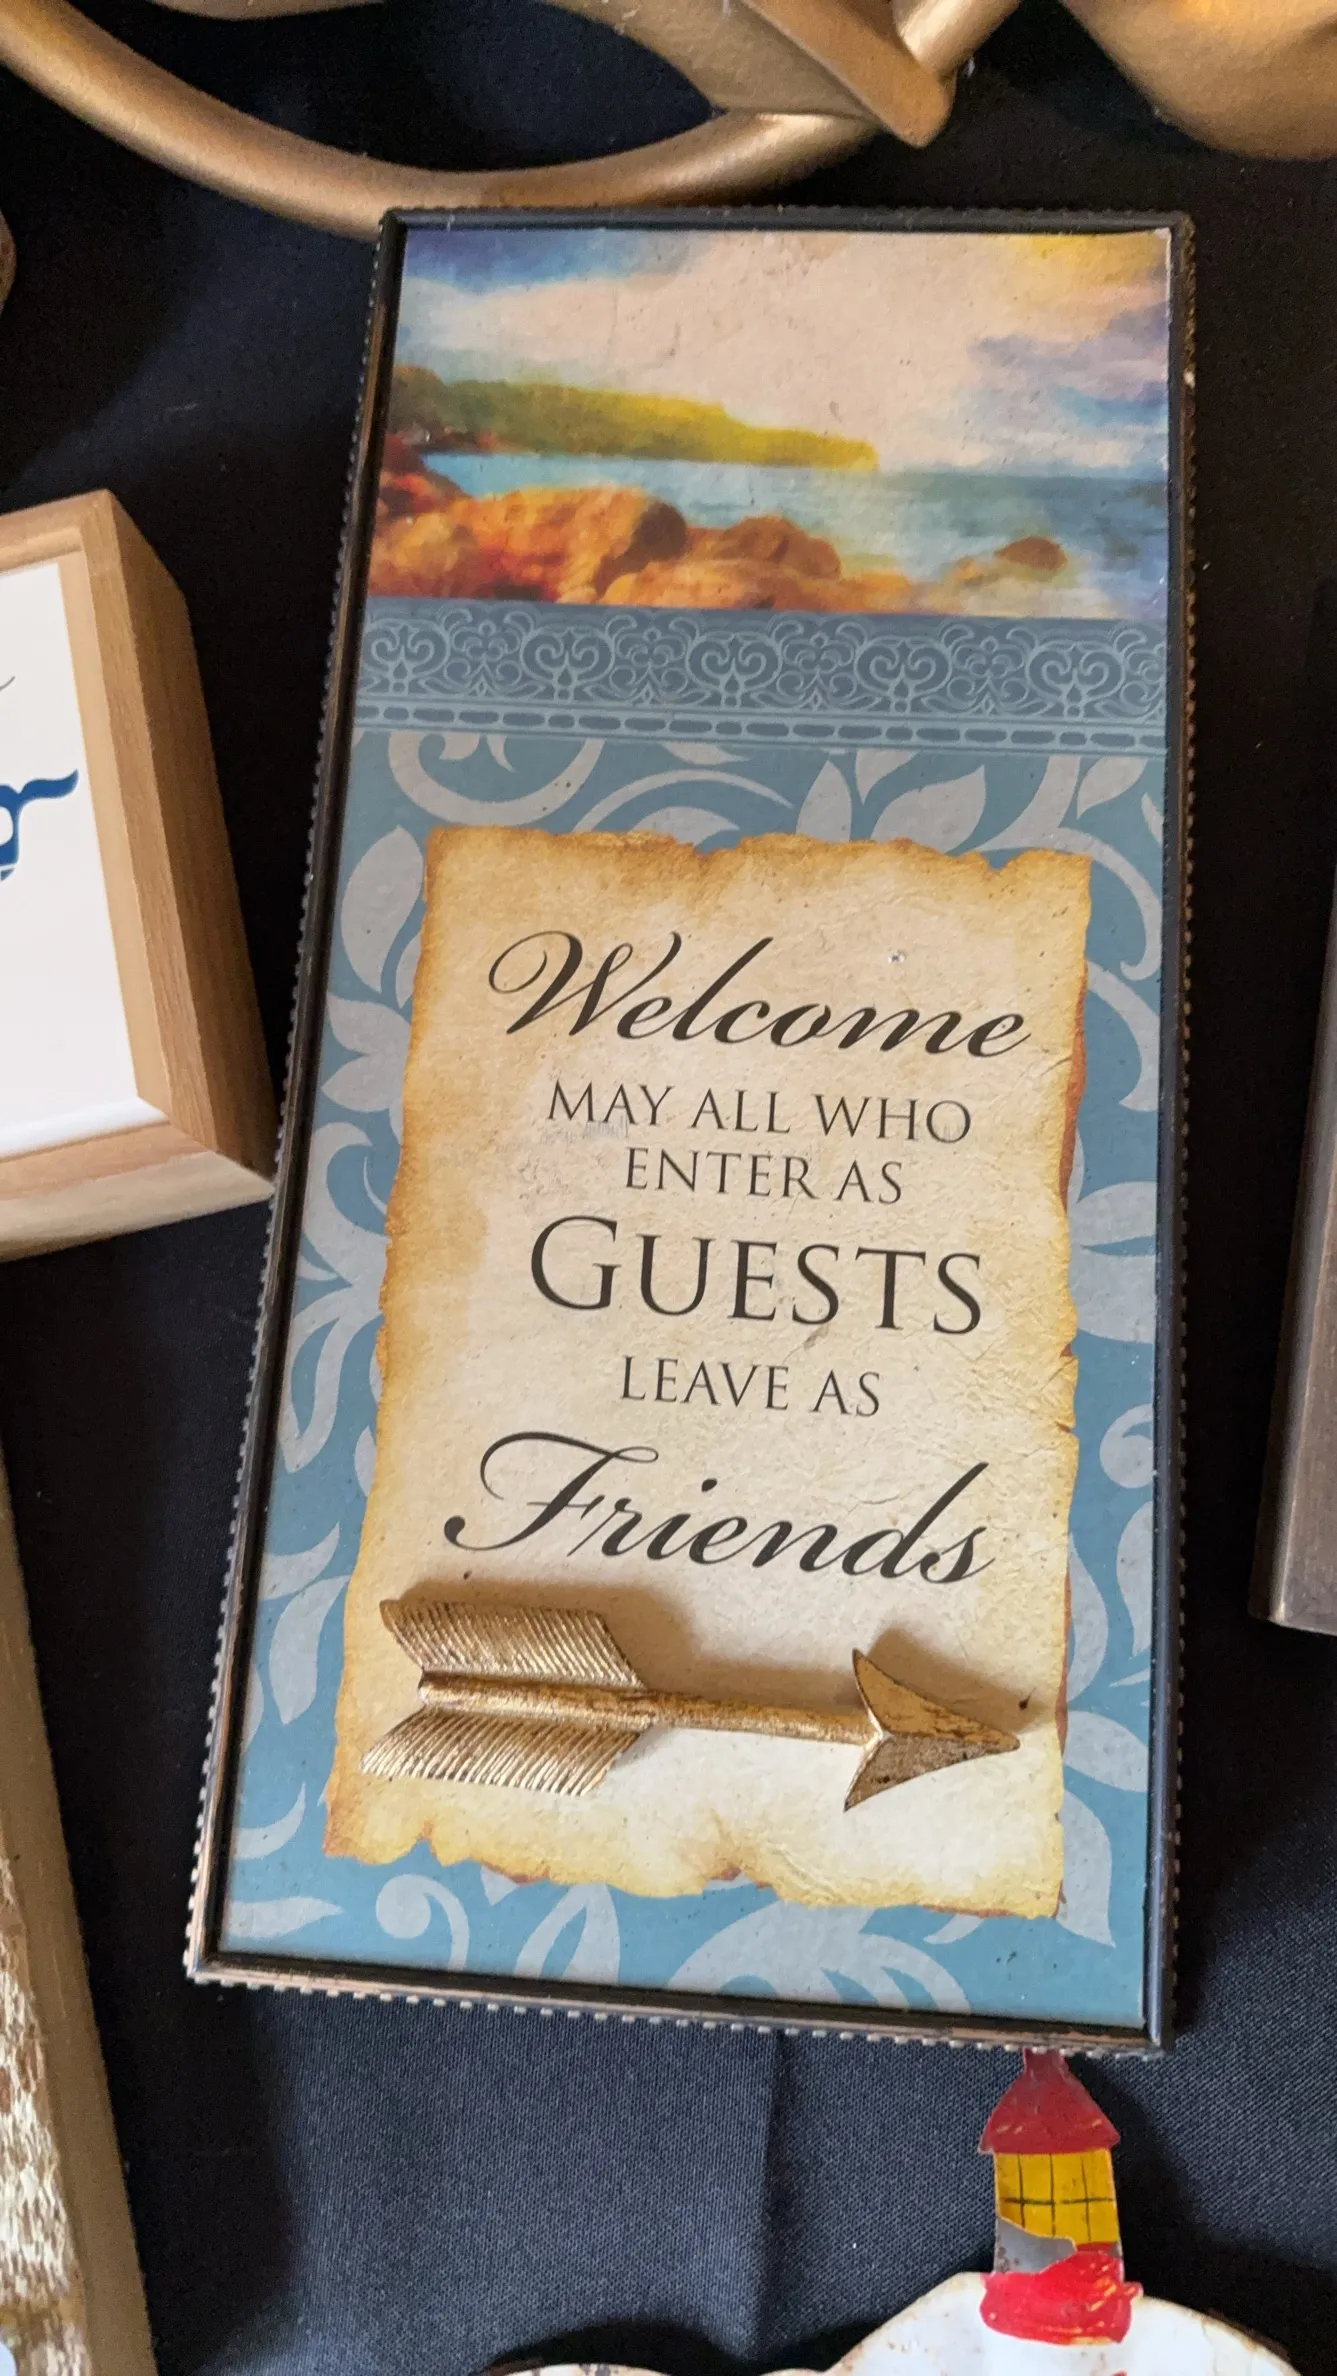 Welcome
MAY ALL WHO
ENTER AS
GUESTS
LEAVE AS
Friends